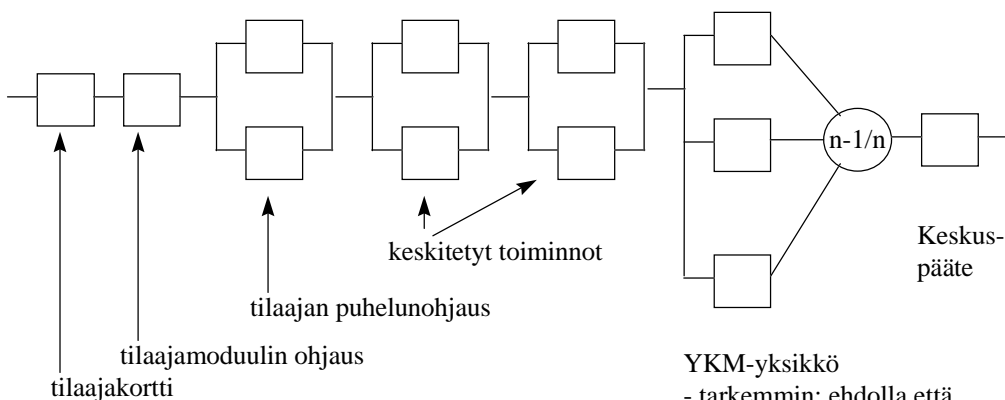 n-1/n
Keskus-
pääte
keskitetyt toiminnot
tilaajan puhelunohjaus
tilaajamoduulin ohjaus
tilaajakortti
YKM-yksikkö
- tarkemmin: ehdolla että